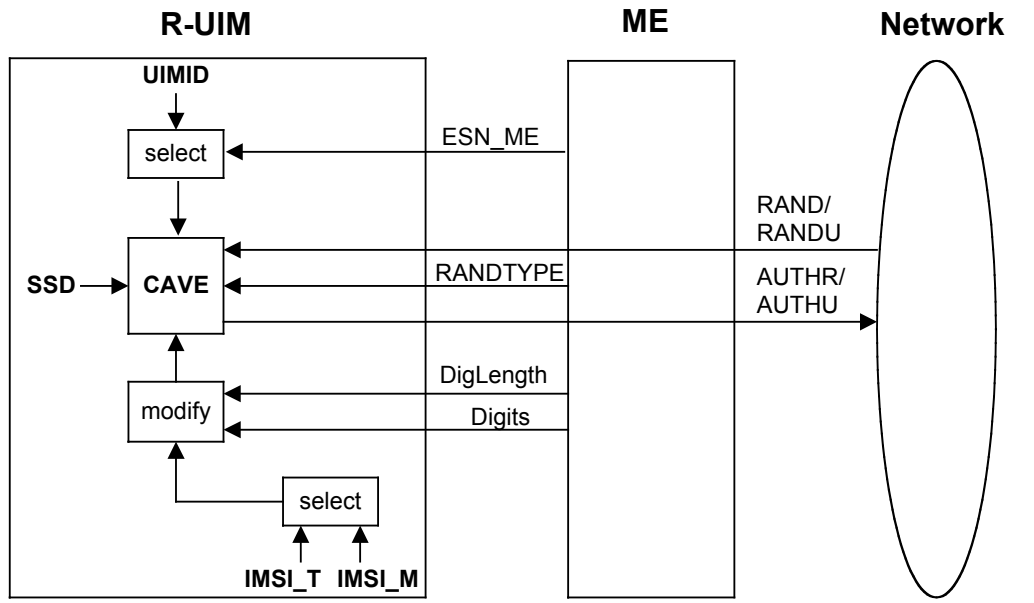 R-UIM
ME
Network
UIMID
select
ESN_ME
RAND/
RANDU
SSD
CAVE
RANDTYPE
AUTHR/
AUTHU
DigLength
modify
Digits
select
IMSI_T
IMSI_M